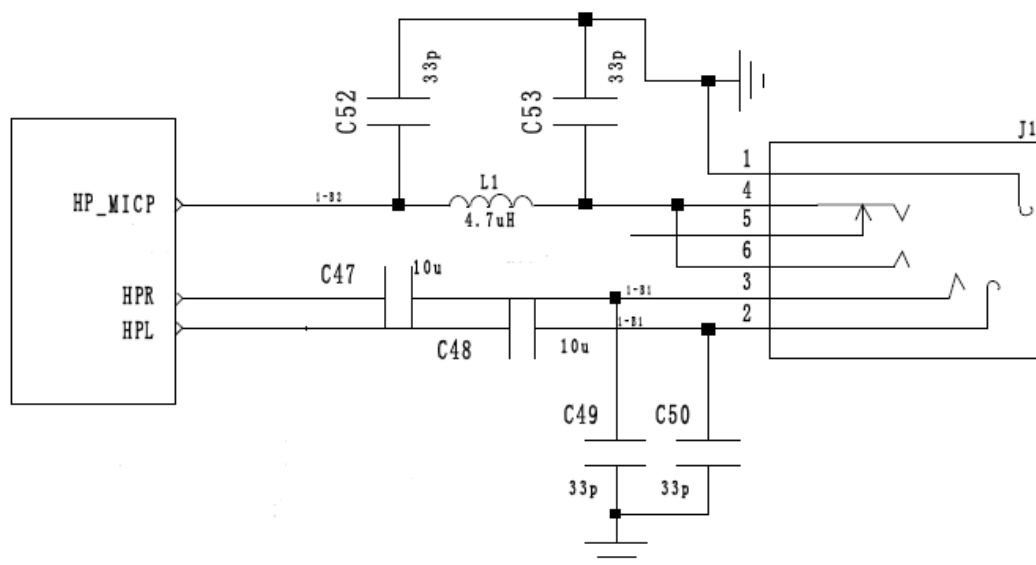 33p
C52
33p
C53
J1
1
HP_MICP
1-B2
L1
4.7uH
4
5
6
C47
10u
HPR
1-B1
3
HPL
1-B1
2
C48
10u
C49
C50
33p
33p